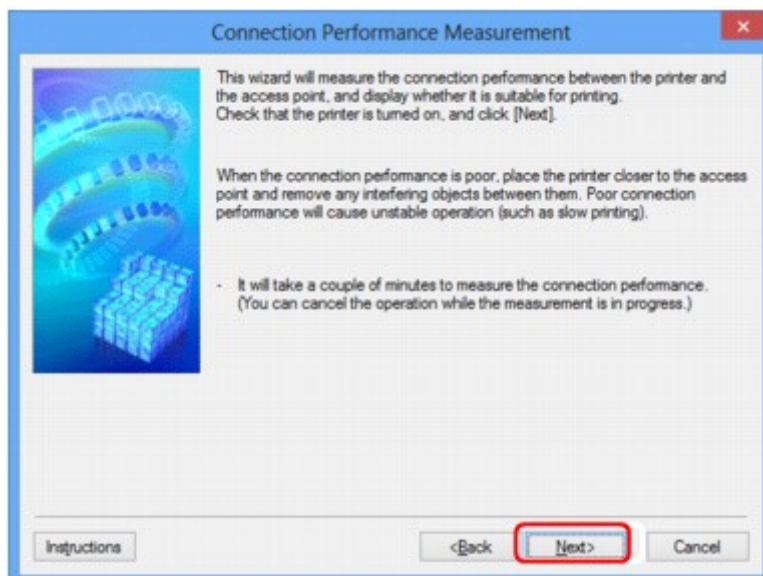 Connection Performance Measurement
This wizard will measure the connection performance between the printer and
the access point, and display whether it is suitable for printing.
Check that the printer is turned on, and click [Next].
When the connection performance is poor, place the printer closer to the access
point and remove any interfering objects between them. Poor connection
performance will cause unstable operation (such as slow printing).
- It will take a couple of minutes to measure the connection performance.
(You can cancel the operation while the measurement is in progress.)
Instructions <Back Next> Cancel